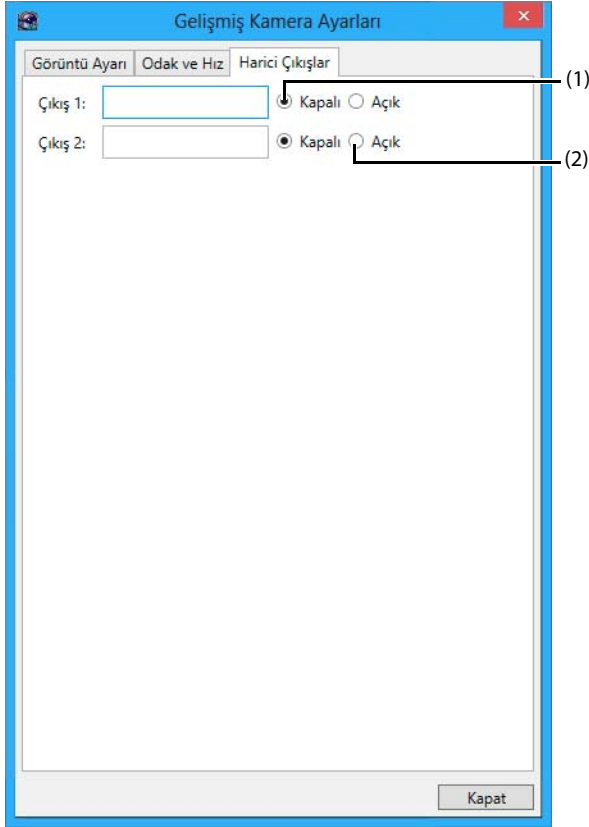 Gelişmiş Kamera Ayarları
Görüntü Ayarı Odak ve Hız Harici Çıkışlar
(1)
Çıkış 1: Kapalı Açık
Çıkış 2: Kapalı Açık
(2)
Kapat